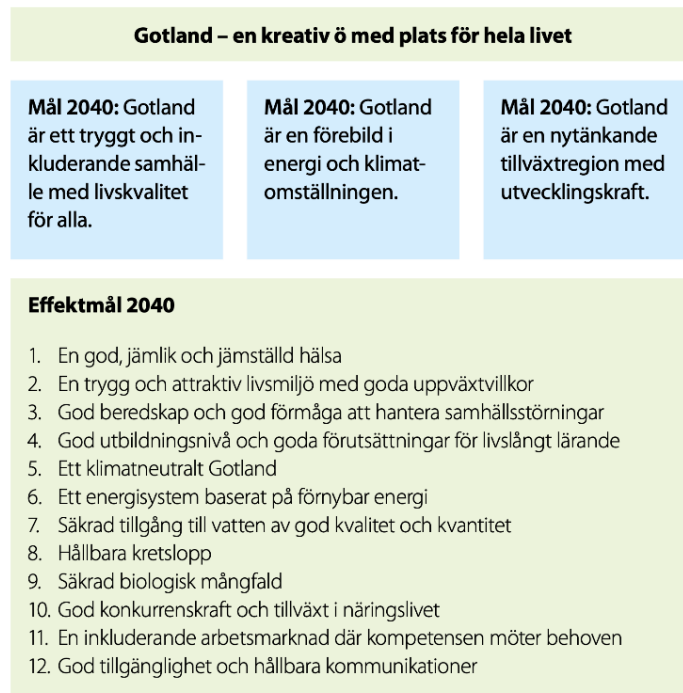 Gotland – en kreativ ö med plats för hela livet
Mål 2040: Gotland
är ett tryggt och in-
kluderande samhäl-
le med livskvalitet
för alla.
Mål 2040: Gotland
är en förebild i
energi och klimat-
omställningen.
Mål 2040: Gotland
är en nytänkande
tillväxtregion med
utvecklingskraft.
Effektmål 2040
1. En god, jämlik och jämställd hälsa
2. En trygg och attraktiv livsmiljö med goda uppväxtvillkor
3. God beredskap och god förmåga att hantera samhällsstörningar
4. God utbildningsnivå och goda förutsättningar för livslångt lärande
5. Ett klimatneutralt Gotland
6. Ett energisystem baserat på förnybar energi
7. Säkrad tillgång till vatten av god kvalitet och kvantitet
8. Hållbara kretslopp
9. Säkrad biologisk mångfald
10. God konkurrenskraft och tillväxt i näringslivet
11. En inkluderande arbetsmarknad där kompetensen möter behoven
12. God tillgänglighet och hållbara kommunikationer